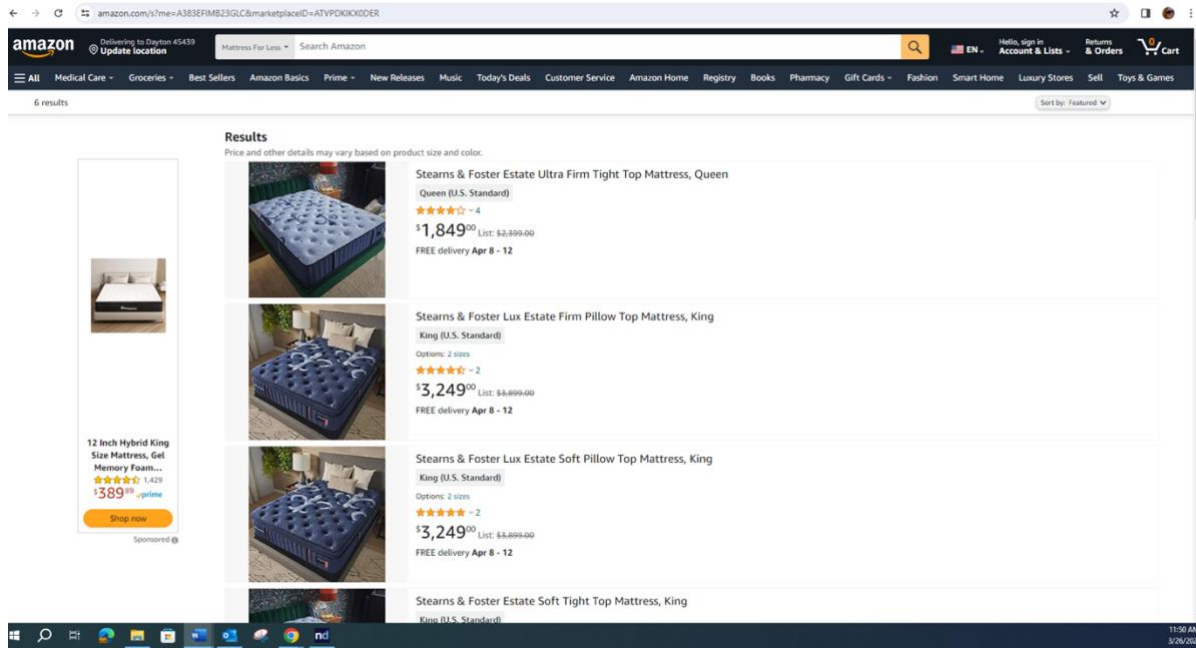 amazon.com/s?me=A383EFIMB23GLC&marketplaceID=ATVPDKIKX0DER
amazon
Delivering to Dayton 45439
Update location
Mattress For Less
Search Amazon
EN
Hello, sign in
Account & Lists
Returns
& Orders
0
Cart
All Medical Care Groceries Best Sellers Amazon Basics Prime New Releases Music Today's Deals Customer Service Amazon Home Registry Books Pharmacy Gift Cards Fashion Smart Home Luxury Stores Sell Toys & Games
6 results
Sort by: Featured
Results
Price and other details may vary based on product size and color.
Stearns & Foster Estate Ultra Firm Tight Top Mattress, Queen
Queen (U.S. Standard)
4
$1,849.00 List: $2,399.00
FREE delivery Apr 8 - 12
Stearns & Foster Lux Estate Firm Pillow Top Mattress, King
King (U.S. Standard)
Options: 2 sizes
2
$3,249.00 List: $3,899.00
FREE delivery Apr 8 - 12
Stearns & Foster Lux Estate Soft Pillow Top Mattress, King
King (U.S. Standard)
Options: 2 sizes
2
$3,249.00 List: $3,899.00
FREE delivery Apr 8 - 12
Stearns & Foster Estate Soft Tight Top Mattress, King
King (U.S. Standard)
12 Inch Hybrid King
Size Mattress, Gel
Memory Foam...
1,429
$389.89 prime
Shop now
Sponsored
nd
11:50 AM